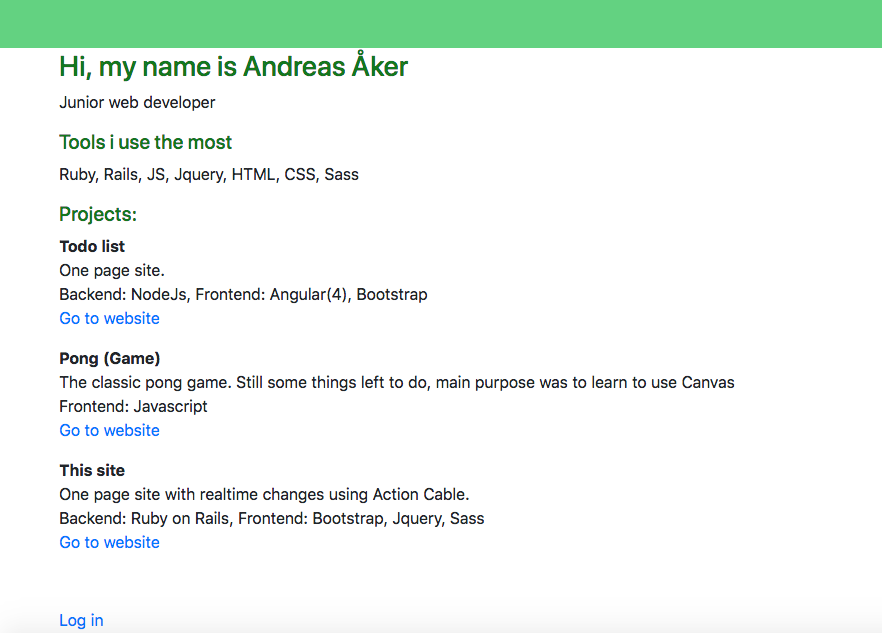 Hi, my name is Andreas Åker
Junior web developer
Tools i use the most
Ruby, Rails, JS, Jquery, HTML, CSS, Sass
Projects:
Todo list
One page site.
Backend: NodeJs, Frontend: Angular(4), Bootstrap
Go to website
Pong (Game)
The classic pong game. Still some things left to do, main purpose was to learn to use Canvas
Frontend: Javascript
Go to website
This site
One page site with realtime changes using Action Cable.
Backend: Ruby on Rails, Frontend: Bootstrap, Jquery, Sass
Go to website
Log in